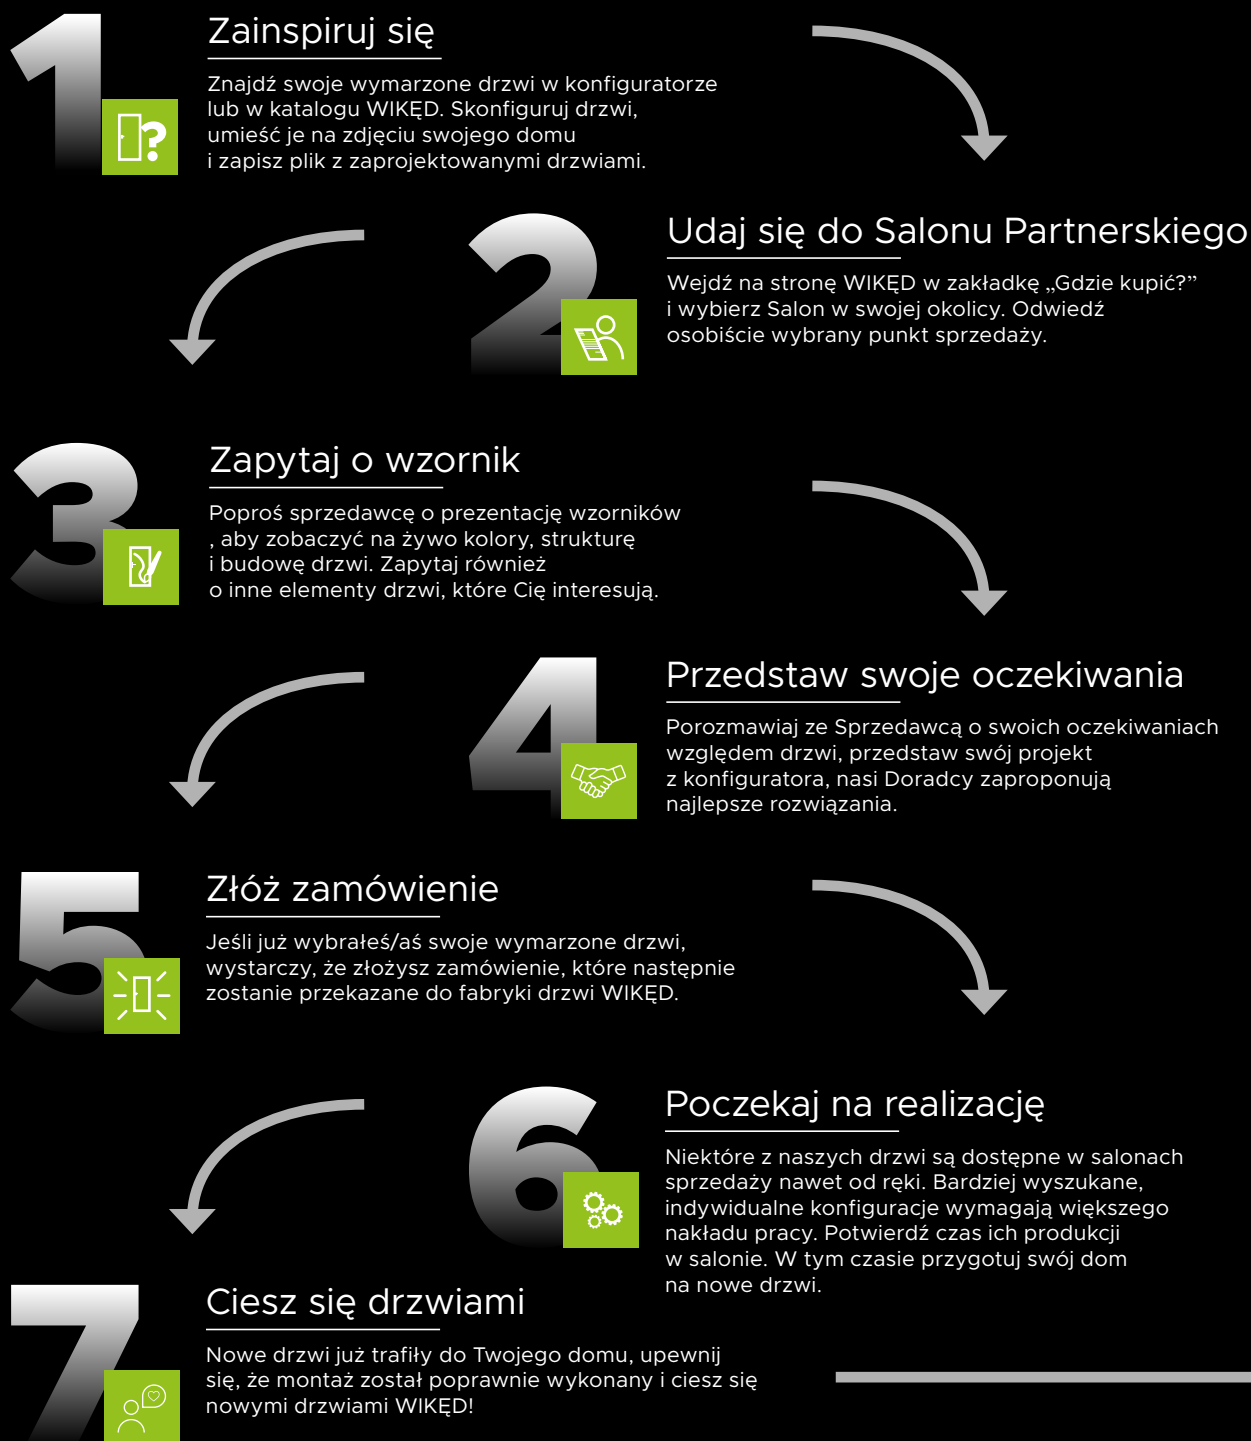 1
Zainspiruj się
Znajdź swoje wymarzone drzwi w konfiguratorze
lub w katalogu WIKĘD. Skonfiguruj drzwi,
umieść je na zdjęciu swojego domu
i zapisz plik z zaprojektowanymi drzwiami.
?
2
Udaj się do Salonu Partnerskiego
Wejdź na stronę WIKĘD w zakładkę „Gdzie kupić?”
i wybierz Salon w swojej okolicy. Odwiedź
osobiście wybrany punkt sprzedaży.
3
Zapytaj o wzornik
Poproś sprzedawcę o prezentację wzorników
, aby zobaczyć na żywo kolory, strukturę
i budowę drzwi. Zapytaj również
o inne elementy drzwi, które Cię interesują.
4
Przedstaw swoje oczekiwania
Porozmawiaj ze Sprzedawcą o swoich oczekiwaniach
względem drzwi, przedstaw swój projekt
z konfiguratora, nasi Doradcy zaproponują
najlepsze rozwiązania.
5
Złóż zamówienie
Jeśli już wybrałeś/aś swoje wymarzone drzwi,
wystarczy, że złożysz zamówienie, które następnie
zostanie przekazane do fabryki drzwi WIKĘD.
6
Poczekaj na realizację
Niektóre z naszych drzwi są dostępne w salonach
sprzedaży nawet od ręki. Bardziej wyszukane,
indywidualne konfiguracje wymagają większego
nakładu pracy. Potwierdź czas ich produkcji
w salonie. W tym czasie przygotuj swój dom
na nowe drzwi.
7
Ciesz się drzwiami
Nowe drzwi już trafiły do Twojego domu, upewnij
się, że montaż został poprawnie wykonany i ciesz się
nowymi drzwiami WIKĘD!